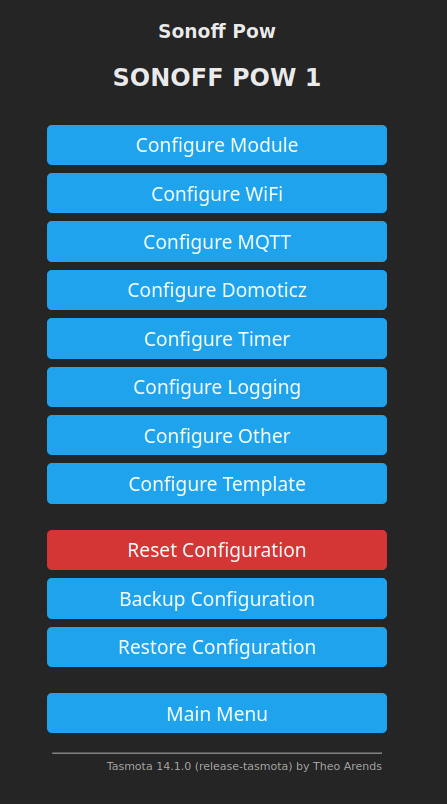 Sonoff Pow
SONOFF POW 1
Configure Module
Configure WiFi
Configure MQTT
Configure Domoticz
Configure Timer
Configure Logging
Configure Other
Configure Template
Reset Configuration
Backup Configuration
Restore Configuration
Main Menu
Tasmota 14.1.0 (release-tasmota) by Theo Arends